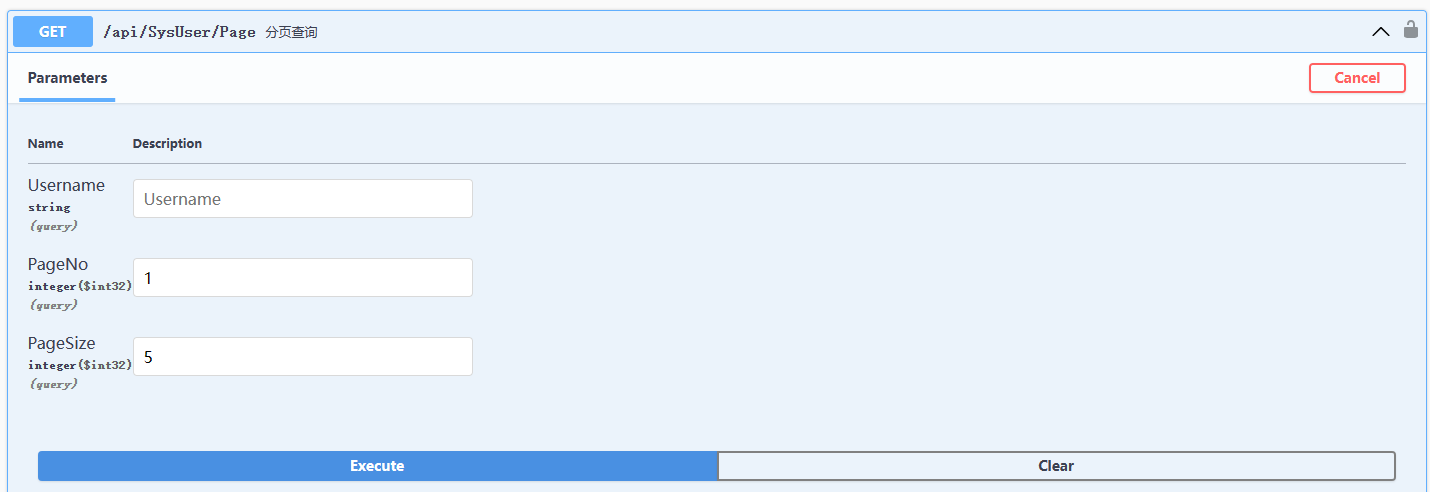 GET /api/SysUser/Page 分页查询
Parameters Cancel
Name Description
Username Username
string
(query)
PageNo 1
integer($int32)
(query)
PageSize 5
integer($int32)
(query)
Execute Clear